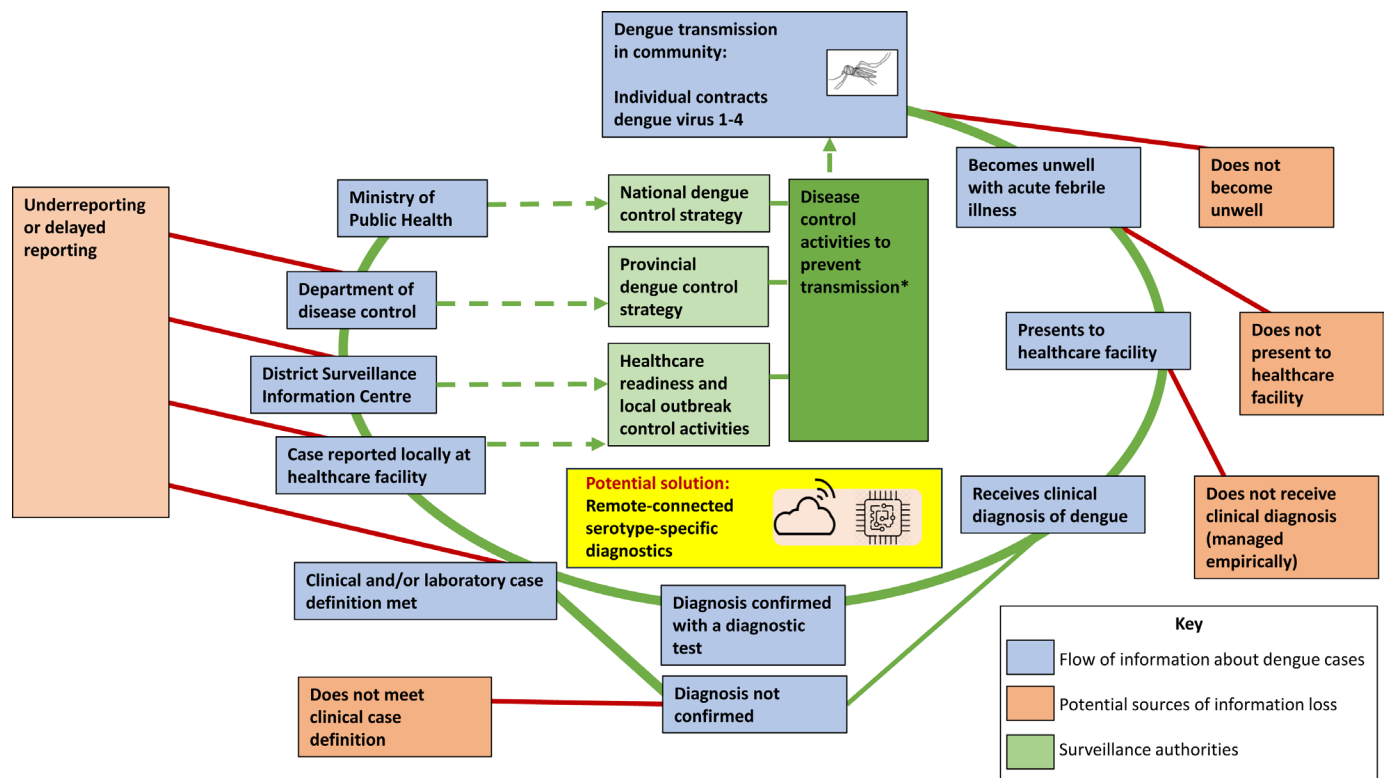 Dengue transmission
in community:
Individual contracts
dengue virus 1-4
Becomes unwell
with acute febrile
illness
Does not
become
unwell
Underreporting
or delayed
reporting
Ministry of
Public Health
National dengue
control strategy
Disease
control
activities to
prevent
transmission*
Department of
disease control
Provincial
dengue control
strategy
Presents to
healthcare facility
Does not
present to
healthcare
facility
District Surveillance
Information Centre
Healthcare
readiness and
local outbreak
control activities
Case reported locally at
healthcare facility
Potential solution:
Remote-connected
serotype-specific
diagnostics
Receives clinical
diagnosis of dengue
Does not receive
clinical diagnosis
(managed
empirically)
Clinical and/or laboratory case
definition met
Diagnosis confirmed
with a diagnostic
test
Does not meet
clinical case
definition
Diagnosis not
confirmed
Key
Flow of information about dengue cases
Potential sources of information loss
Surveillance authorities